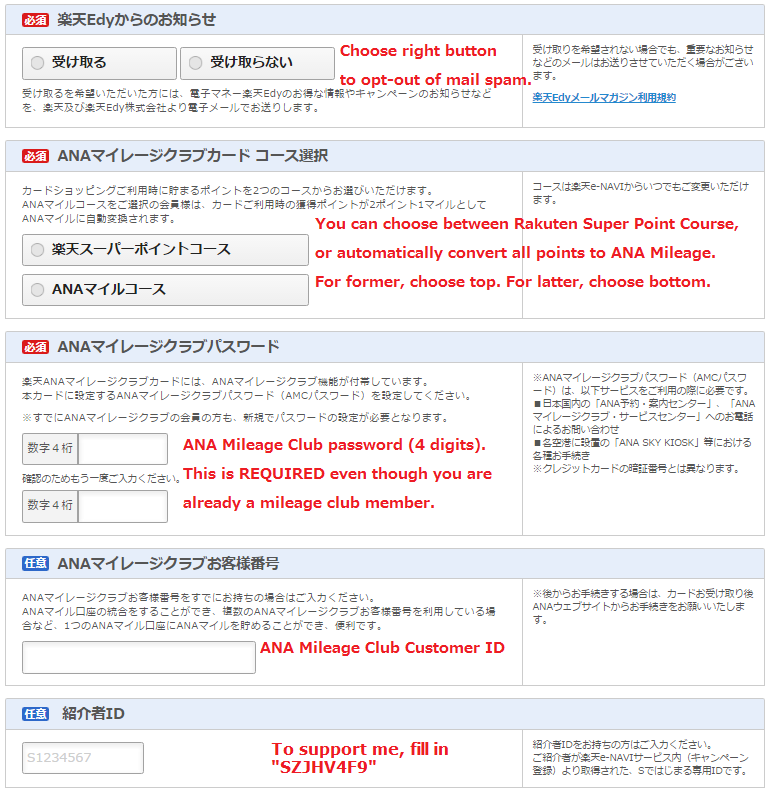 必須 楽天Edyからのお知らせ
受け取る
受け取らない
Choose right button
to opt-out of mail spam.
受け取るを希望いただいた方には、電子マネー楽天Edyのお得な情報やキャンペーンのお知らせなど
を、楽天及び楽天Edy株式会社より電子メールでお送りします。
受け取りを希望されない場合でも、重要なお知らせ
などのメールはお送りさせていただく場合がござい
ます。
楽天Edyメールマガジン利用規約
必須 ANAマイレージクラブカード コース選択
カードショッピングご利用時に貯まるポイントを2つのコースからお選びいただけます。
ANAマイルコースをご選択の会員様は、カードご利用時の獲得ポイントが2ポイント1マイルとして
ANAマイルに自動変換されます。
楽天スーパーポイントコース
ANAマイルコース
You can choose between Rakuten Super Point Course,
or automatically convert all points to ANA Mileage.
For former, choose top. For latter, choose bottom.
コースは楽天e-NAVIからいつでもご変更いただけ
ます。
必須 ANAマイレージクラブパスワード
楽天ANAマイレージクラブカードには、ANAマイレージクラブ機能が付帯しています。
本カードに設定するANAマイレージクラブパスワード（AMCパスワード）を設定してください。
※すでにANAマイレージクラブの会員の方も、新規でパスワードの設定が必要となります。
数字４桁
確認のためもう一度ご入力ください。
数字４桁
ANA Mileage Club password (4 digits).
This is REQUIRED even though you are
already a mileage club member.
※ANAマイレージクラブパスワード（AMCパスワ
ード）は、以下サービスをご利用の際に必要です。
■日本国内の「ANA予約・案内センター」、「ANA
マイレージクラブ・サービスセンター」へのお電話
によるお問い合わせ
■各空港に設置の「ANA SKY KIOSK」等における
各種お手続き
※クレジットカードの暗証番号とは異なります。
任意 ANAマイレージクラブお客様番号
ANAマイレージクラブお客様番号をすでにお持ちの場合はご入力ください。
ANAマイル口座の統合をすることができ、複数のANAマイレージクラブお客様番号を利用している場
合など、1つのANAマイル口座にANAマイルを貯めることができ、便利です。
ANA Mileage Club Customer ID
※後からお手続きする場合は、カードお受け取り後
ANAウェブサイトからお手続きをお願いいたしま
す。
任意 紹介者ID
S1234567
To support me, fill in
"SZJHV4F9"
紹介者IDをお持ちの方はご入力ください。
ご紹介者が楽天e-NAVIサービス内（キャンペーン
登録）より取得された、Sではじまる専用IDです。